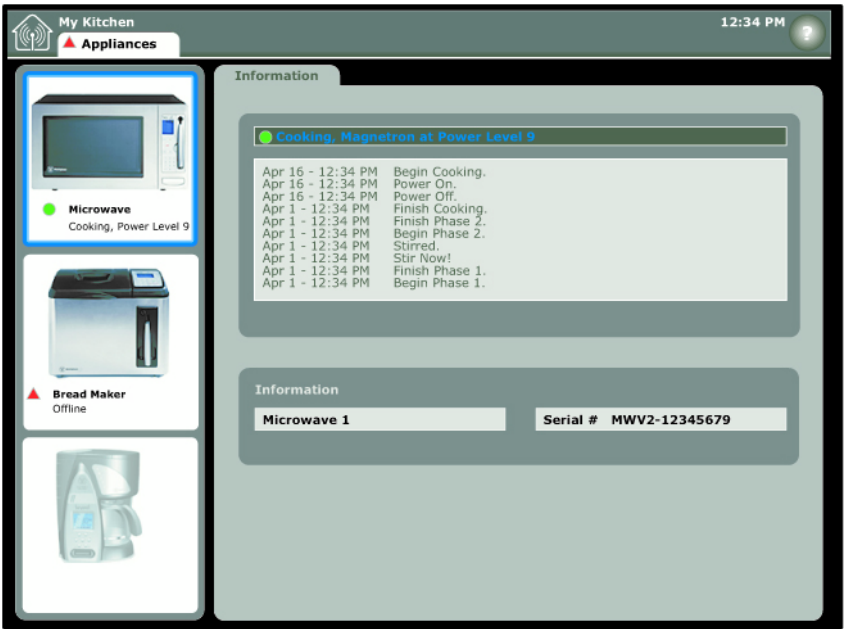 My Kitchen
12:34 PM
?
Appliances
Information
Cooking, Magnetron at Power Level 9
Apr 16 - 12:34 PM Begin Cooking.
Apr 16 - 12:34 PM Power On.
Apr 16 - 12:34 PM Power Off.
Apr 1 - 12:34 PM Finish Cooking.
Apr 1 - 12:34 PM Finish Phase 2.
Apr 1 - 12:34 PM Begin Phase 2.
Apr 1 - 12:34 PM Stirred.
Apr 1 - 12:34 PM Stir Now!
Apr 1 - 12:34 PM Finish Phase 1.
Apr 1 - 12:34 PM Begin Phase 1.
Microwave
Cooking, Power Level 9
Bread Maker
Offline
Information
Microwave 1
Serial # MWV2-12345679